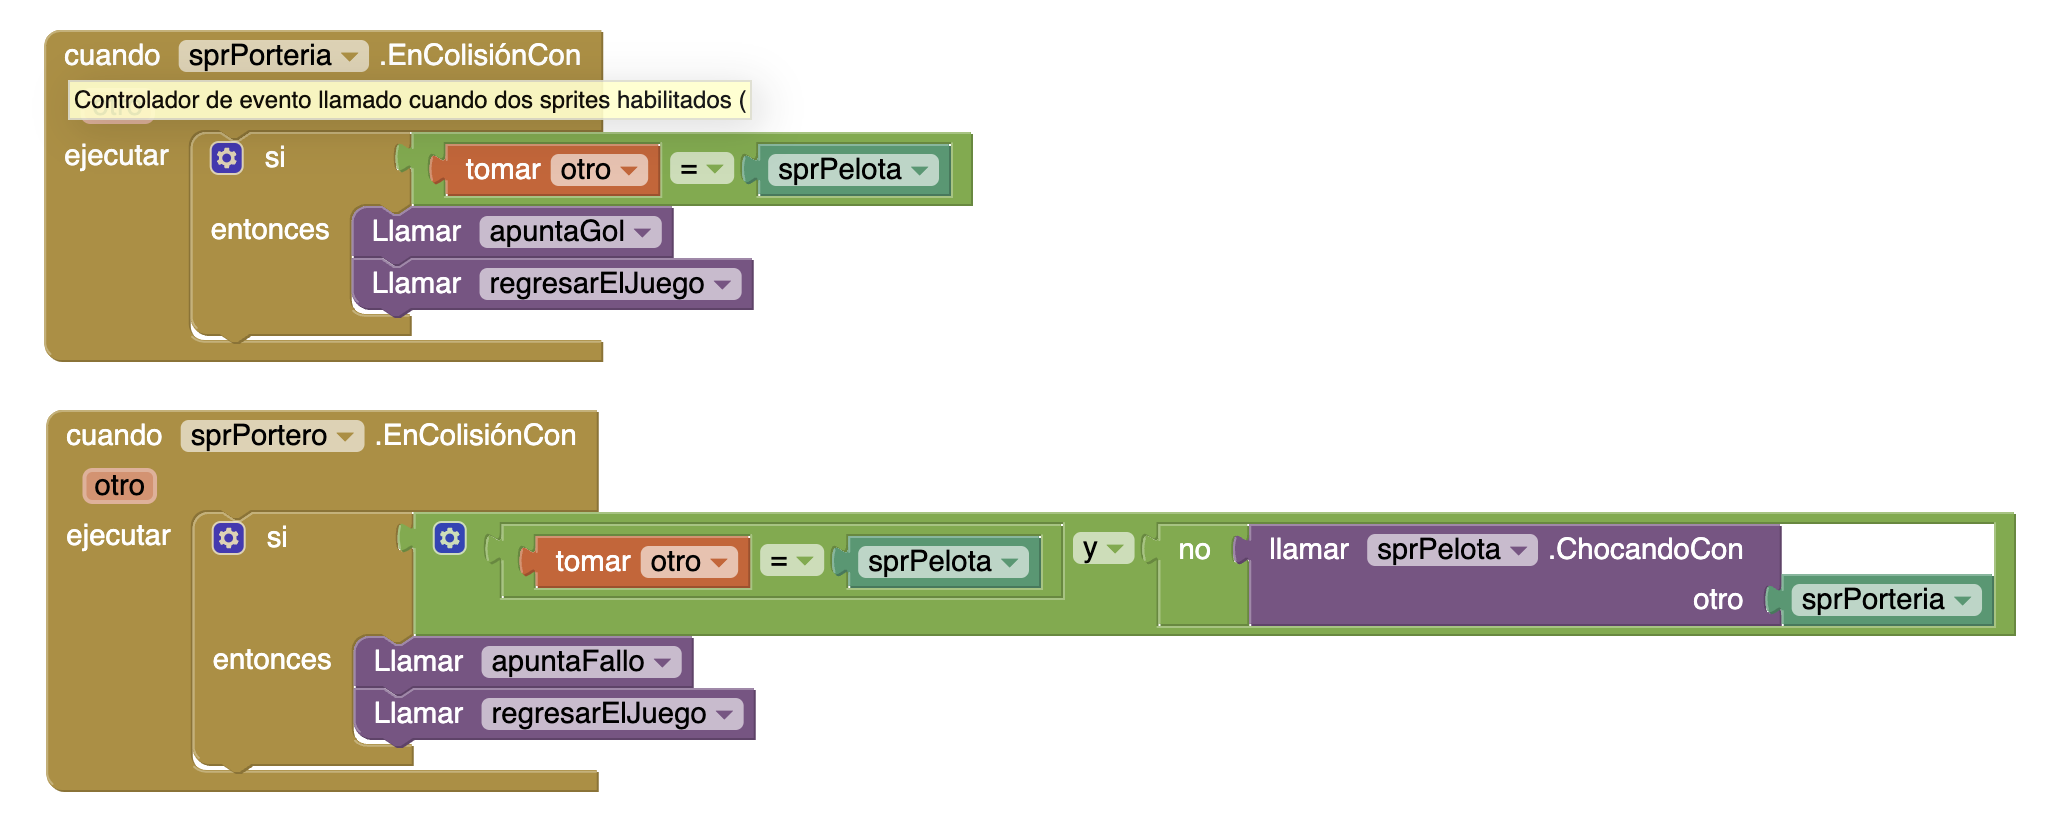 cuando sprPorteria .EnColisiónCon
Controlador de evento llamado cuando dos sprites habilitados (
otro
ejecutar si tomar otro = sprPelota
entonces Llamar apuntaGol
Llamar regresarElJuego
cuando sprPortero .EnColisiónCon
otro
ejecutar si tomar otro = sprPelota y no llamar sprPelota .ChocandoCon
otro sprPorteria
entonces Llamar apuntaFallo
Llamar regresarElJuego